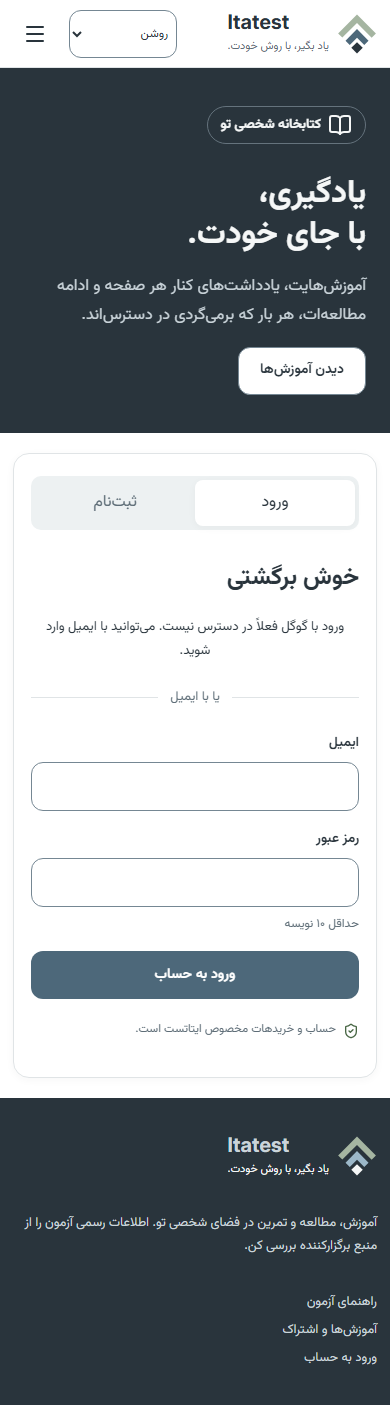 Itatest
یاد بگیر، با روش خودت.
روشن
کتابخانه شخصی تو
یادگیری،
با جای خودت.
آموزش‌هایت، یادداشت‌های کنار هر صفحه و ادامه
مطالعه‌ات، هر بار که برمی‌گردی در دسترس‌اند.
دیدن آموزش‌ها
ورود
ثبت‌نام
خوش برگشتی
ورود با گوگل فعلاً در دسترس نیست. می‌توانید با ایمیل وارد
شوید.
یا با ایمیل
ایمیل
رمز عبور
حداقل ۱۰ نویسه
ورود به حساب
حساب و خریدهات مخصوص ایتاتست است.
Itatest
یاد بگیر، با روش خودت.
آموزش، مطالعه و تمرین در فضای شخصی تو. اطلاعات رسمی آزمون را از
منبع برگزارکننده بررسی کن.
راهنمای آزمون
آموزش‌ها و اشتراک
ورود به حساب